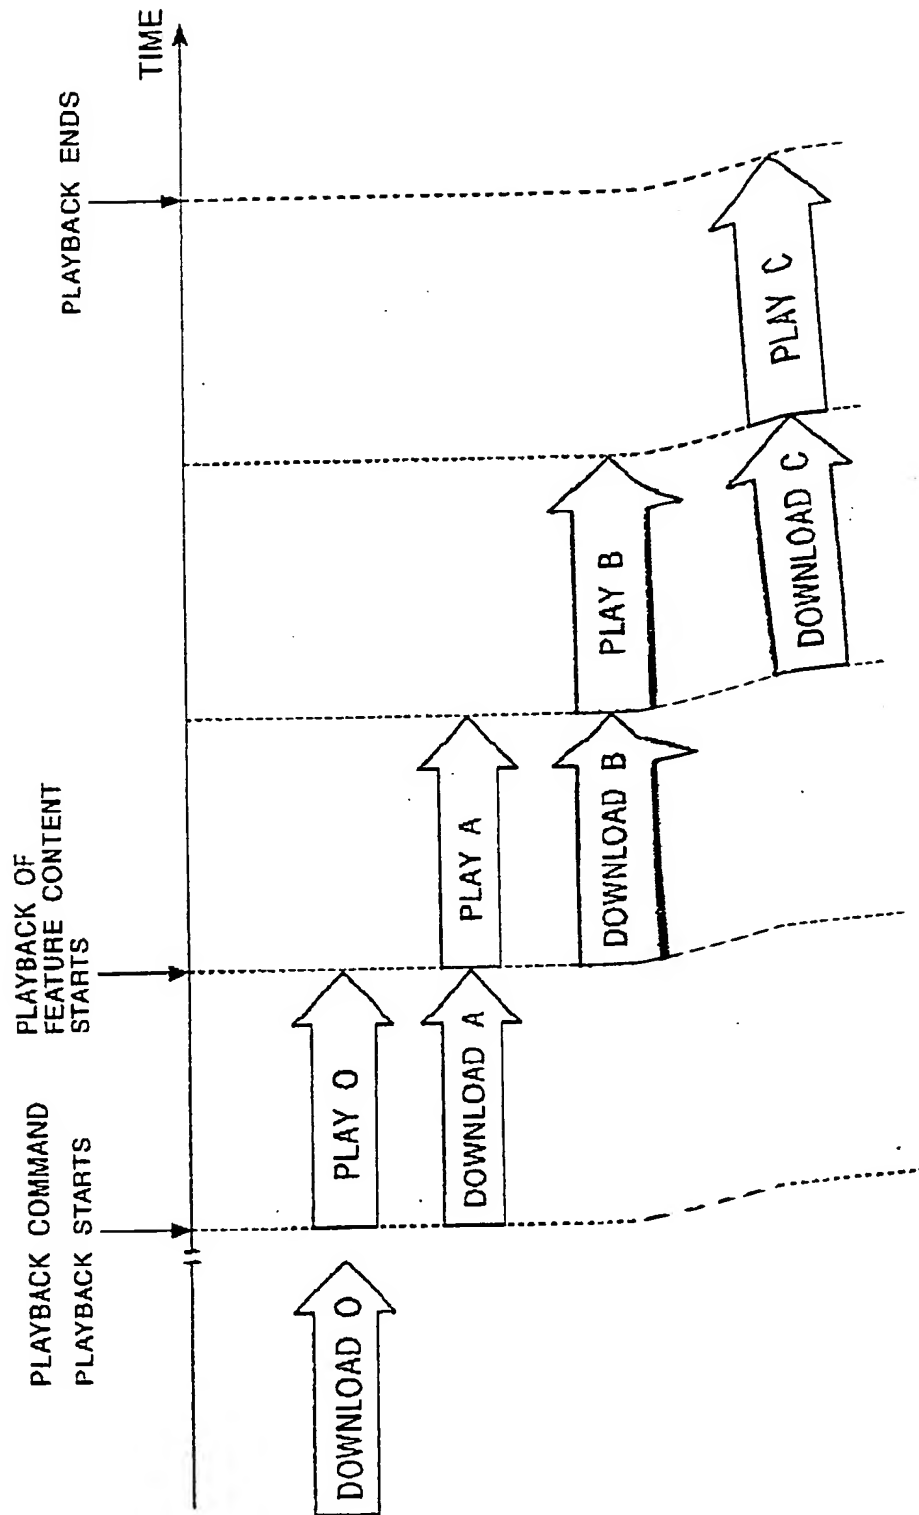 PLAYBACK COMMAND
PLAYBACK STARTS
PLAYBACK OF
FEATURE CONTENT
STARTS
PLAYBACK ENDS
TIME
DOWNLOAD O
PLAY O
DOWNLOAD A
PLAY A
DOWNLOAD B
PLAY B
DOWNLOAD C
PLAY C